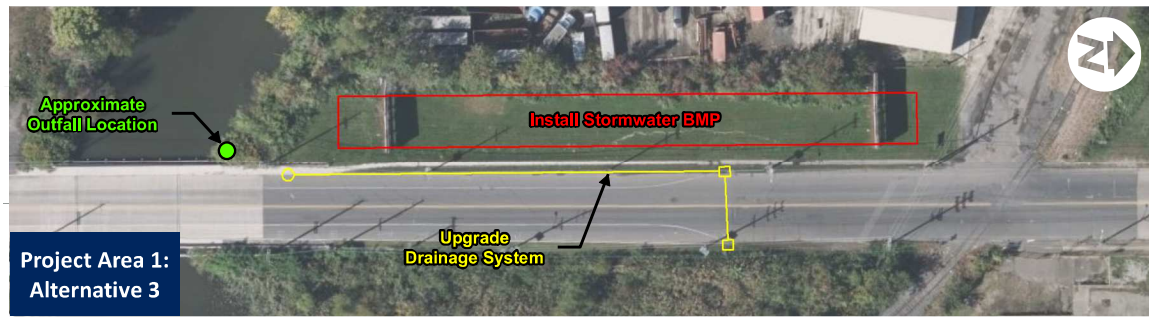 Approximate
Outfall Location
Install Stormwater BMP
N
Upgrade
Drainage System
Project Area 1:
Alternative 3